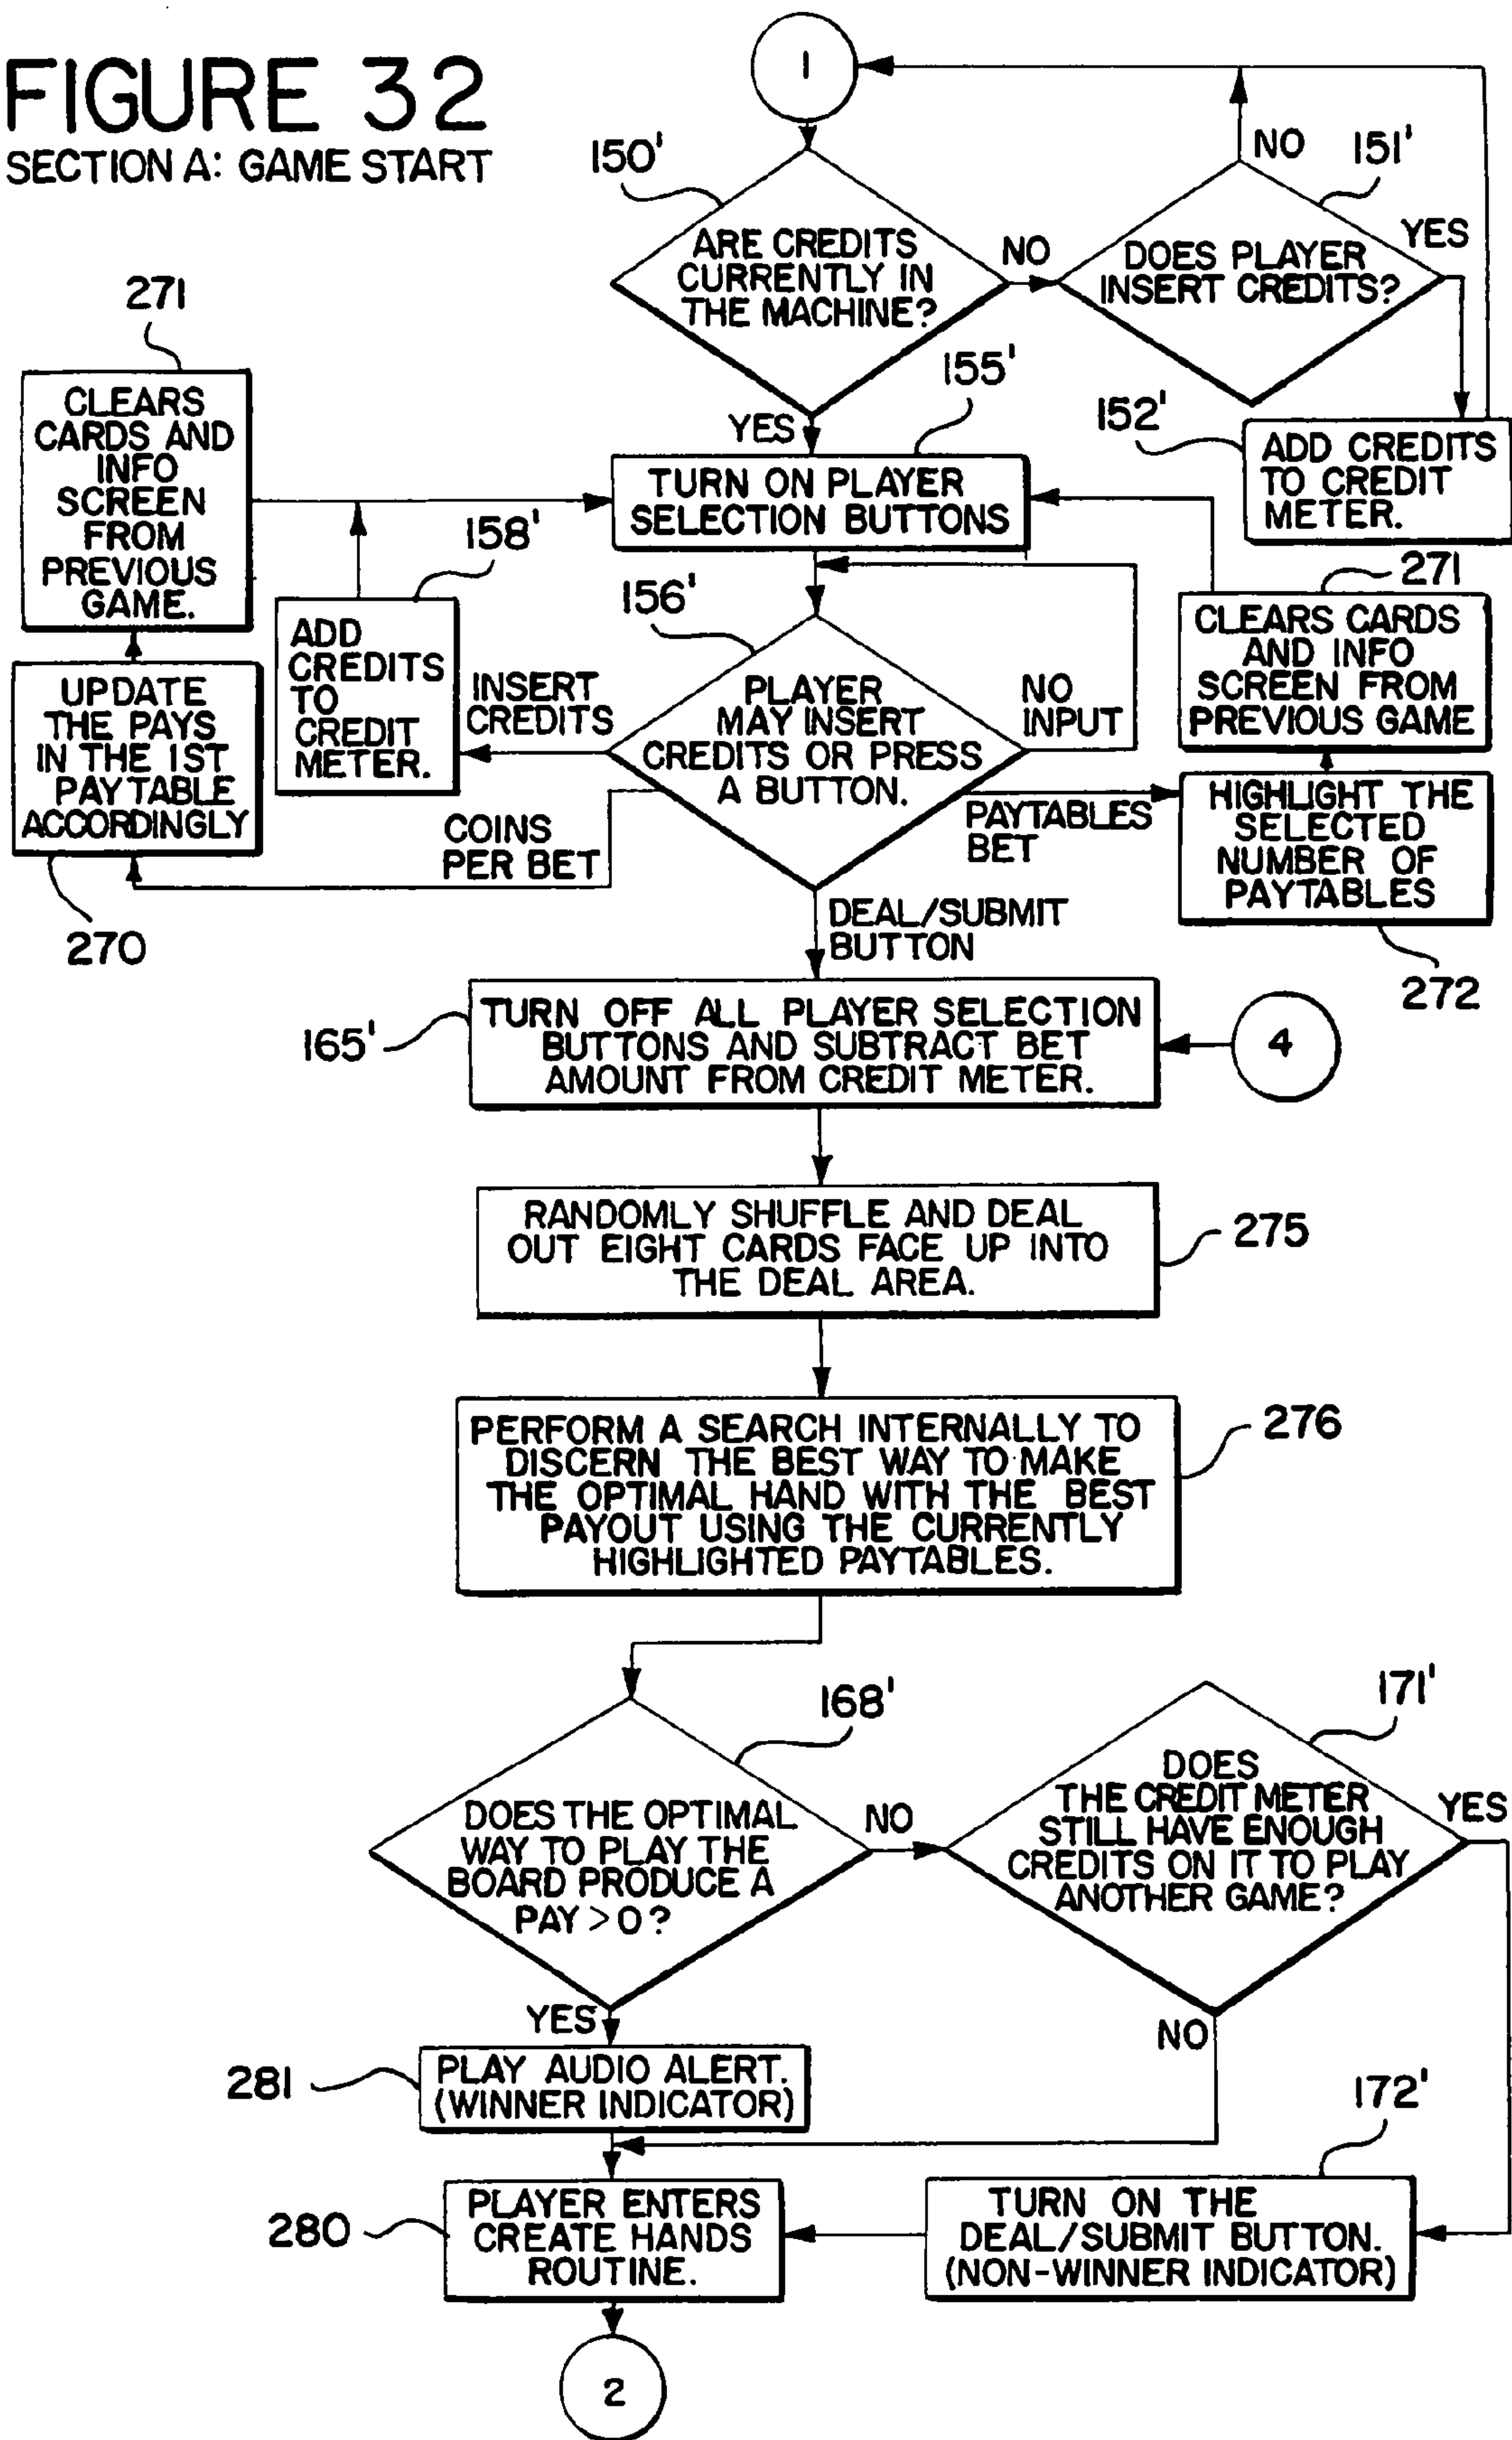 FIGURE 32
SECTION A: GAME START
1
150'
ARE CREDITS
CURRENTLY IN
THE MACHINE?
NO
YES
151'
DOES PLAYER
INSERT CREDITS?
NO
YES
152'
ADD CREDITS
TO CREDIT
METER.
155'
TURN ON PLAYER
SELECTION BUTTONS
271
CLEARS
CARDS AND
INFO
SCREEN
FROM
PREVIOUS
GAME.
158'
ADD
CREDITS
TO
CREDIT
METER.
INSERT
CREDITS
156'
PLAYER
MAY INSERT
CREDITS OR PRESS
A BUTTON.
NO
INPUT
271
CLEARS CARDS
AND INFO
SCREEN FROM
PREVIOUS GAME
UPDATE
THE PAYS
IN THE 1ST
PAYTABLE
ACCORDINGLY
270
COINS
PER BET
PAYTABLES
BET
HIGHLIGHT THE
SELECTED
NUMBER OF
PAYTABLES
272
DEAL/SUBMIT
BUTTON
165'
TURN OFF ALL PLAYER SELECTION
BUTTONS AND SUBTRACT BET
AMOUNT FROM CREDIT METER.
4
RANDOMLY SHUFFLE AND DEAL
OUT EIGHT CARDS FACE UP INTO
THE DEAL AREA.
275
PERFORM A SEARCH INTERNALLY TO
DISCERN THE BEST WAY TO MAKE
THE OPTIMAL HAND WITH THE BEST
PAYOUT USING THE CURRENTLY
HIGHLIGHTED PAYTABLES.
276
168'
DOES THE OPTIMAL
WAY TO PLAY THE
BOARD PRODUCE A
PAY >0?
NO
YES
171'
DOES
THE CREDIT METER
STILL HAVE ENOUGH
CREDITS ON IT TO PLAY
ANOTHER GAME?
YES
NO
281
PLAY AUDIO ALERT.
(WINNER INDICATOR)
172'
280
PLAYER ENTERS
CREATE HANDS
ROUTINE.
TURN ON THE
DEAL/SUBMIT BUTTON.
(NON-WINNER INDICATOR)
2